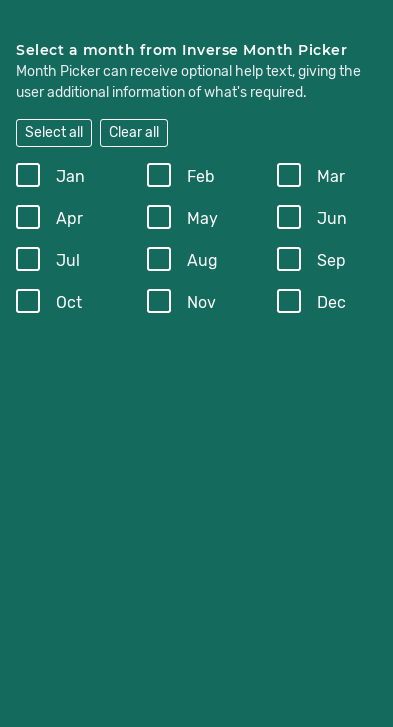 Select a month from Inverse Month Picker
Month Picker can receive optional help text, giving the
user additional information of what's required.
Select all Clear all
Jan Feb Mar
Apr May Jun
Jul Aug Sep
Oct Nov Dec